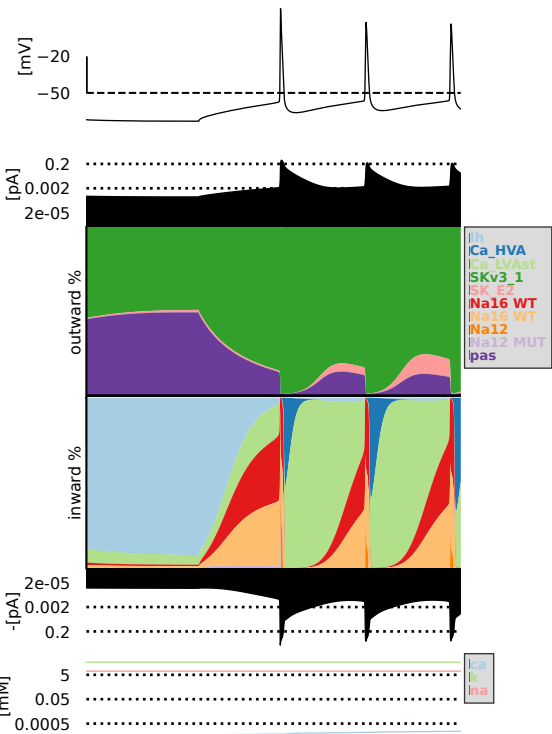 [mV]
−20
−50
[pA]
0.2
0.002
2e-05
outward %
Ih
Ca_HVA
Ca_LVAst
SKv3_1
SK_E2
Na16 WT
Na16 WT
Na12
Na12 MUT
pas
inward %
-[pA]
2e-05
0.002
0.2
[mM]
5
0.05
0.0005
ca
k
na